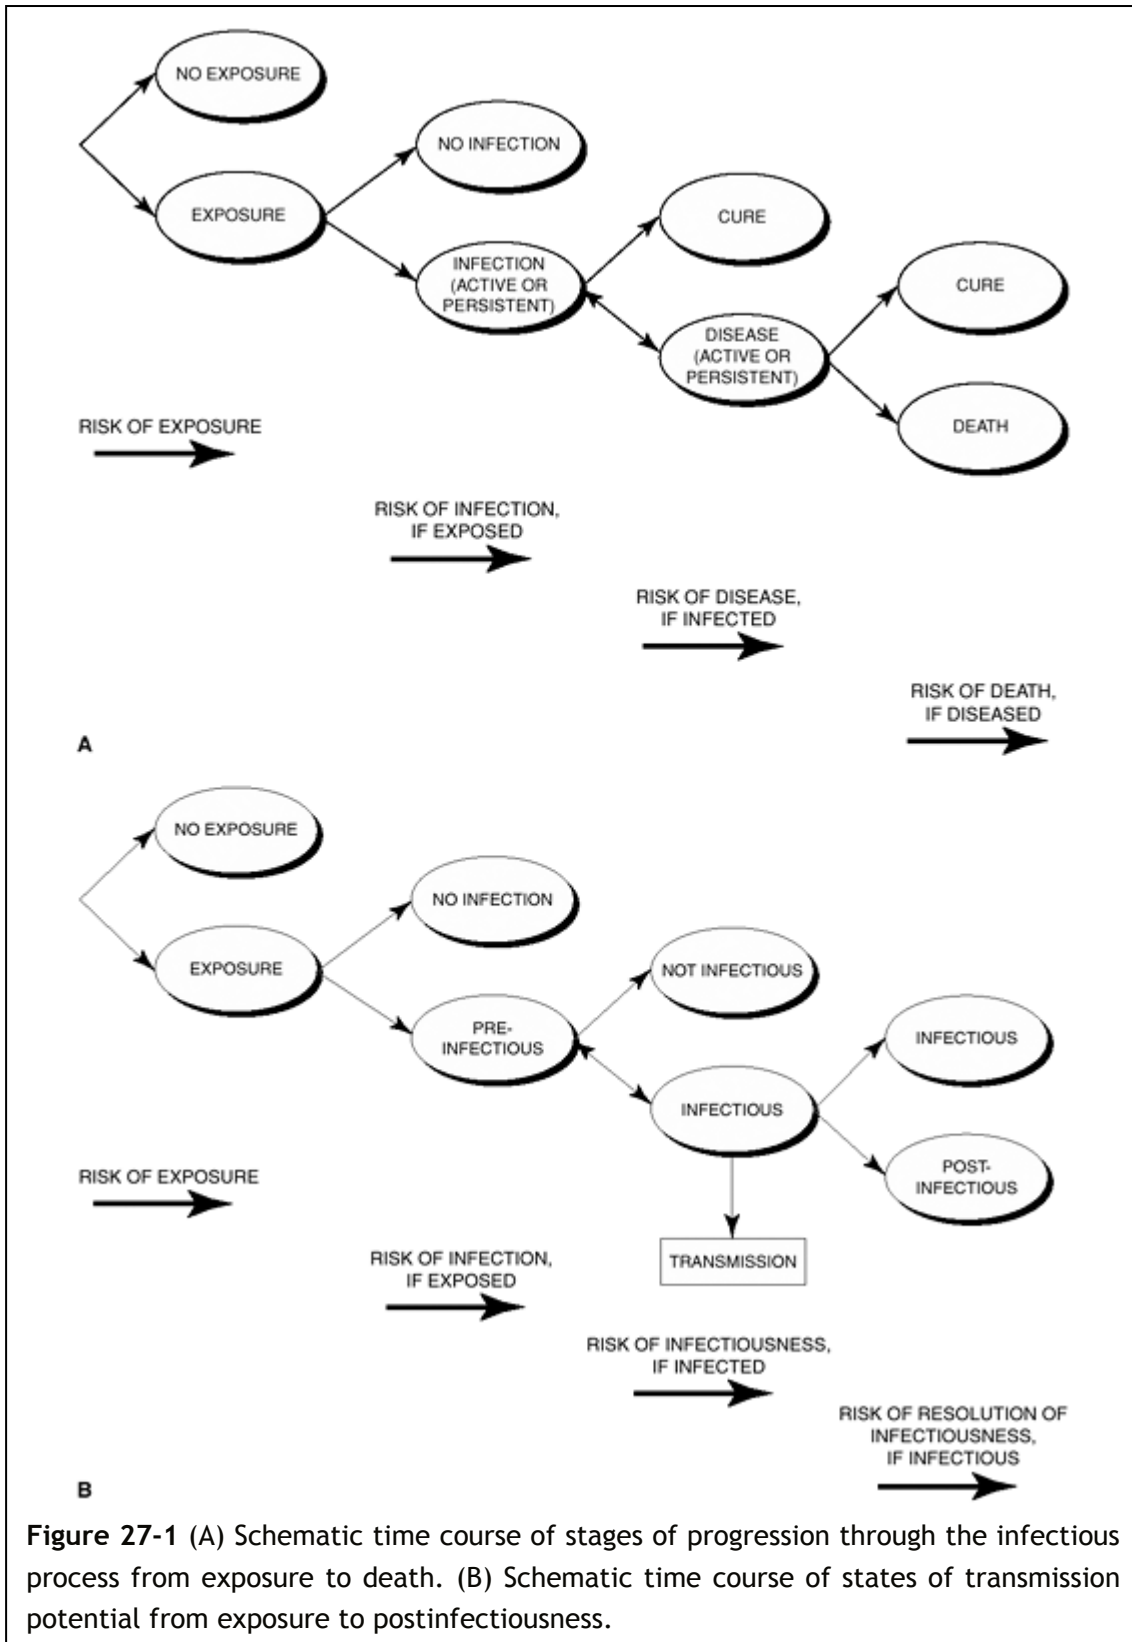 NO EXPOSURE
EXPOSURE
NO INFECTION
INFECTION
(ACTIVE OR
PERSISTENT)
CURE
DISEASE
(ACTIVE OR
PERSISTENT)
CURE
DEATH
RISK OF EXPOSURE
RISK OF INFECTION,
IF EXPOSED
RISK OF DISEASE,
IF INFECTED
RISK OF DEATH,
IF DISEASED
A
NO EXPOSURE
EXPOSURE
NO INFECTION
PRE-
INFECTIOUS
NOT INFECTIOUS
INFECTIOUS
INFECTIOUS
POST-
INFECTIOUS
TRANSMISSION
RISK OF EXPOSURE
RISK OF INFECTION,
IF EXPOSED
RISK OF INFECTIOUSNESS,
IF INFECTED
RISK OF RESOLUTION OF
INFECTIOUSNESS,
IF INFECTIOUS
B
Figure 27-1 (A) Schematic time course of stages of progression through the infectious
process from exposure to death. (B) Schematic time course of states of transmission
potential from exposure to postinfectiousness.